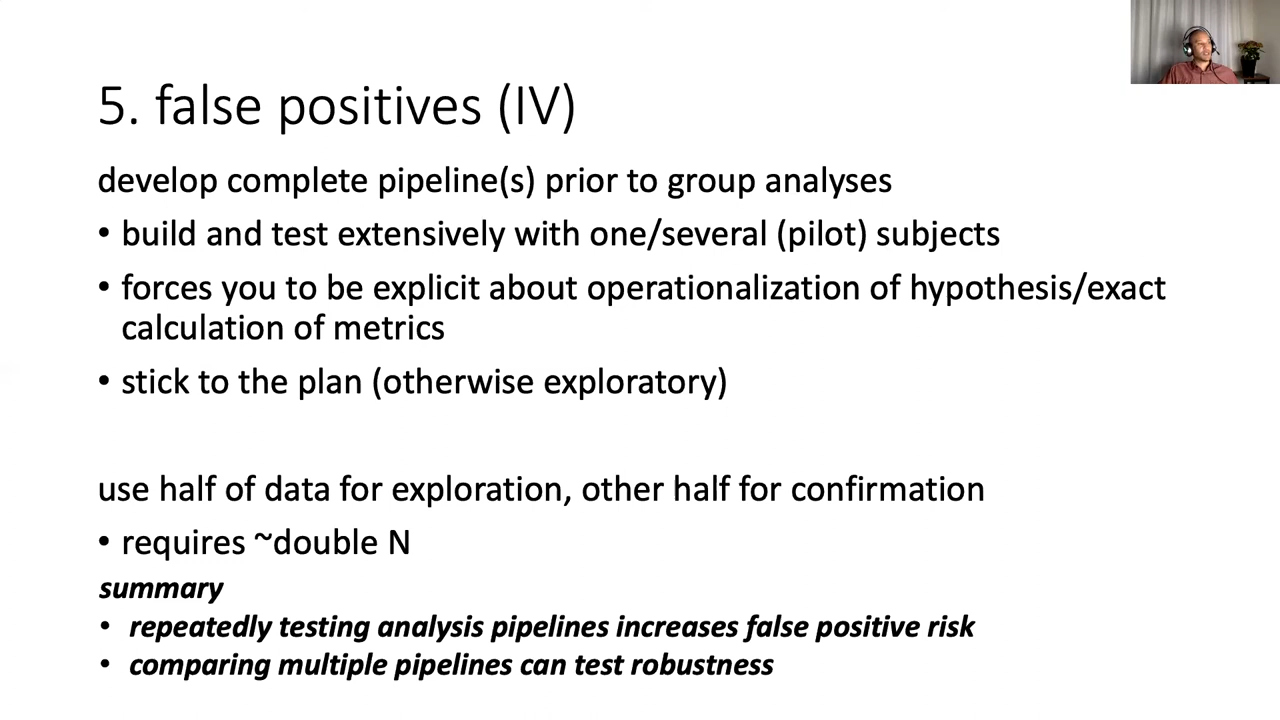 5. false positives (IV)
develop complete pipeline(s) prior to group analyses
• build and test extensively with one/several (pilot) subjects
• forces you to be explicit about operationalization of hypothesis/exact
calculation of metrics
• stick to the plan (otherwise exploratory)
use half of data for exploration, other half for confirmation
• requires ~double N
summary
• repeatedly testing analysis pipelines increases false positive risk
• comparing multiple pipelines can test robustness